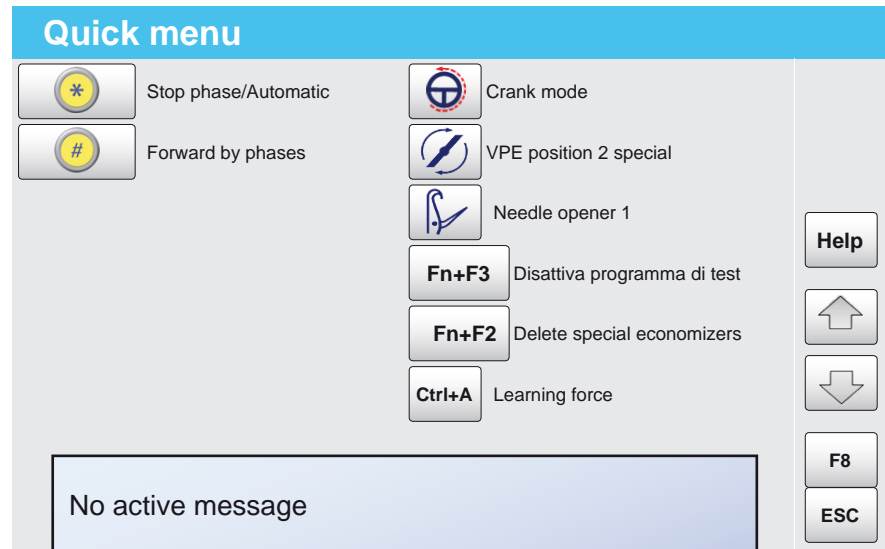 Quick menu
* Stop phase/Automatic
# Forward by phases
Crank mode
VPE position 2 special
Needle opener 1
Fn+F3 Disattiva programma di test
Fn+F2 Delete special economizers
Ctrl+A Learning force
Help
F8
ESC
No active message